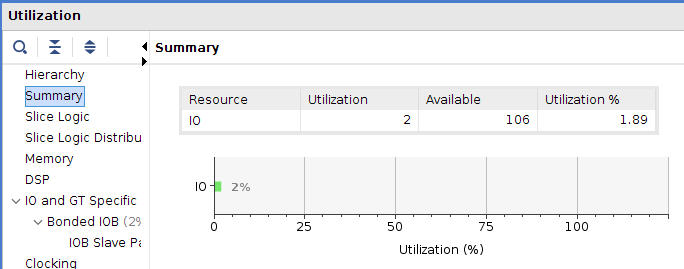 Utilization
Summary
Hierarchy
Summary
Slice Logic
Slice Logic Distribu
Memory
DSP
IO and GT Specific
Bonded IOB (2%
IOB Slave Pa
Clocking
Resource Utilization Available Utilization %
IO 2 106 1.89
IO 2%
0 25 50 75 100
Utilization (%)